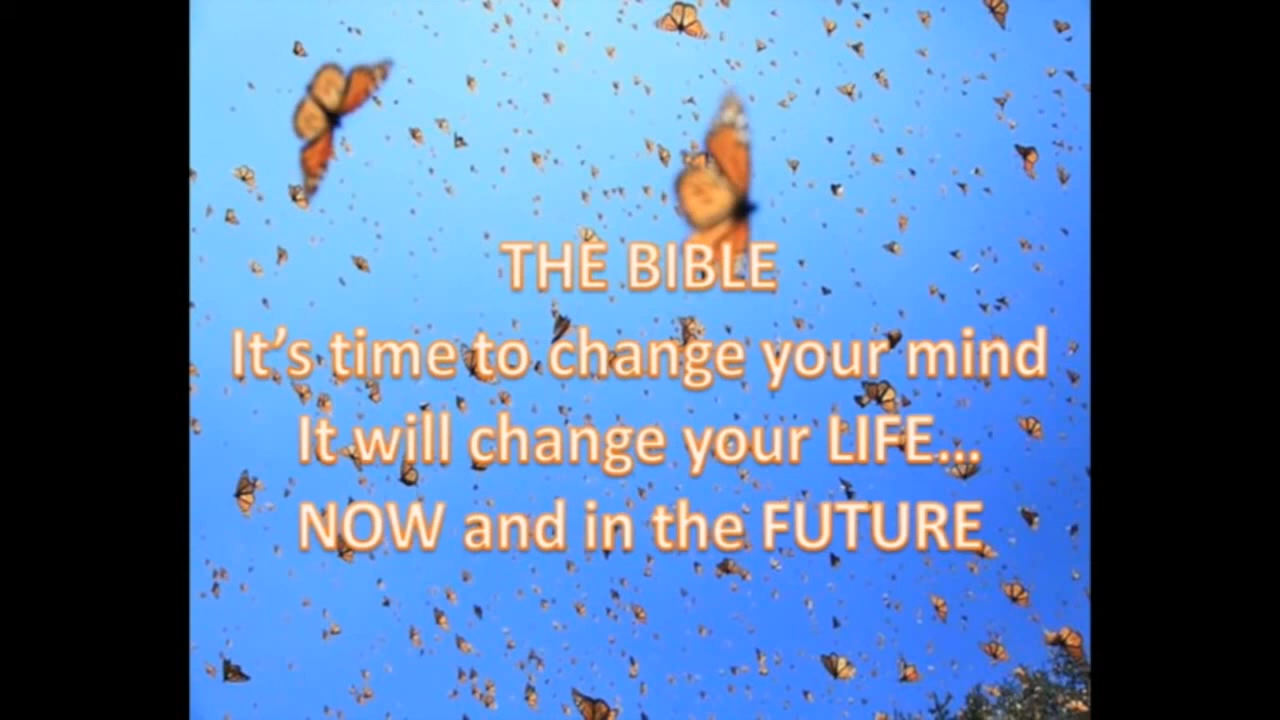 THE BIBLE
It's time to change your mind
It will change your LIFE...
NOW and in the FUTURE